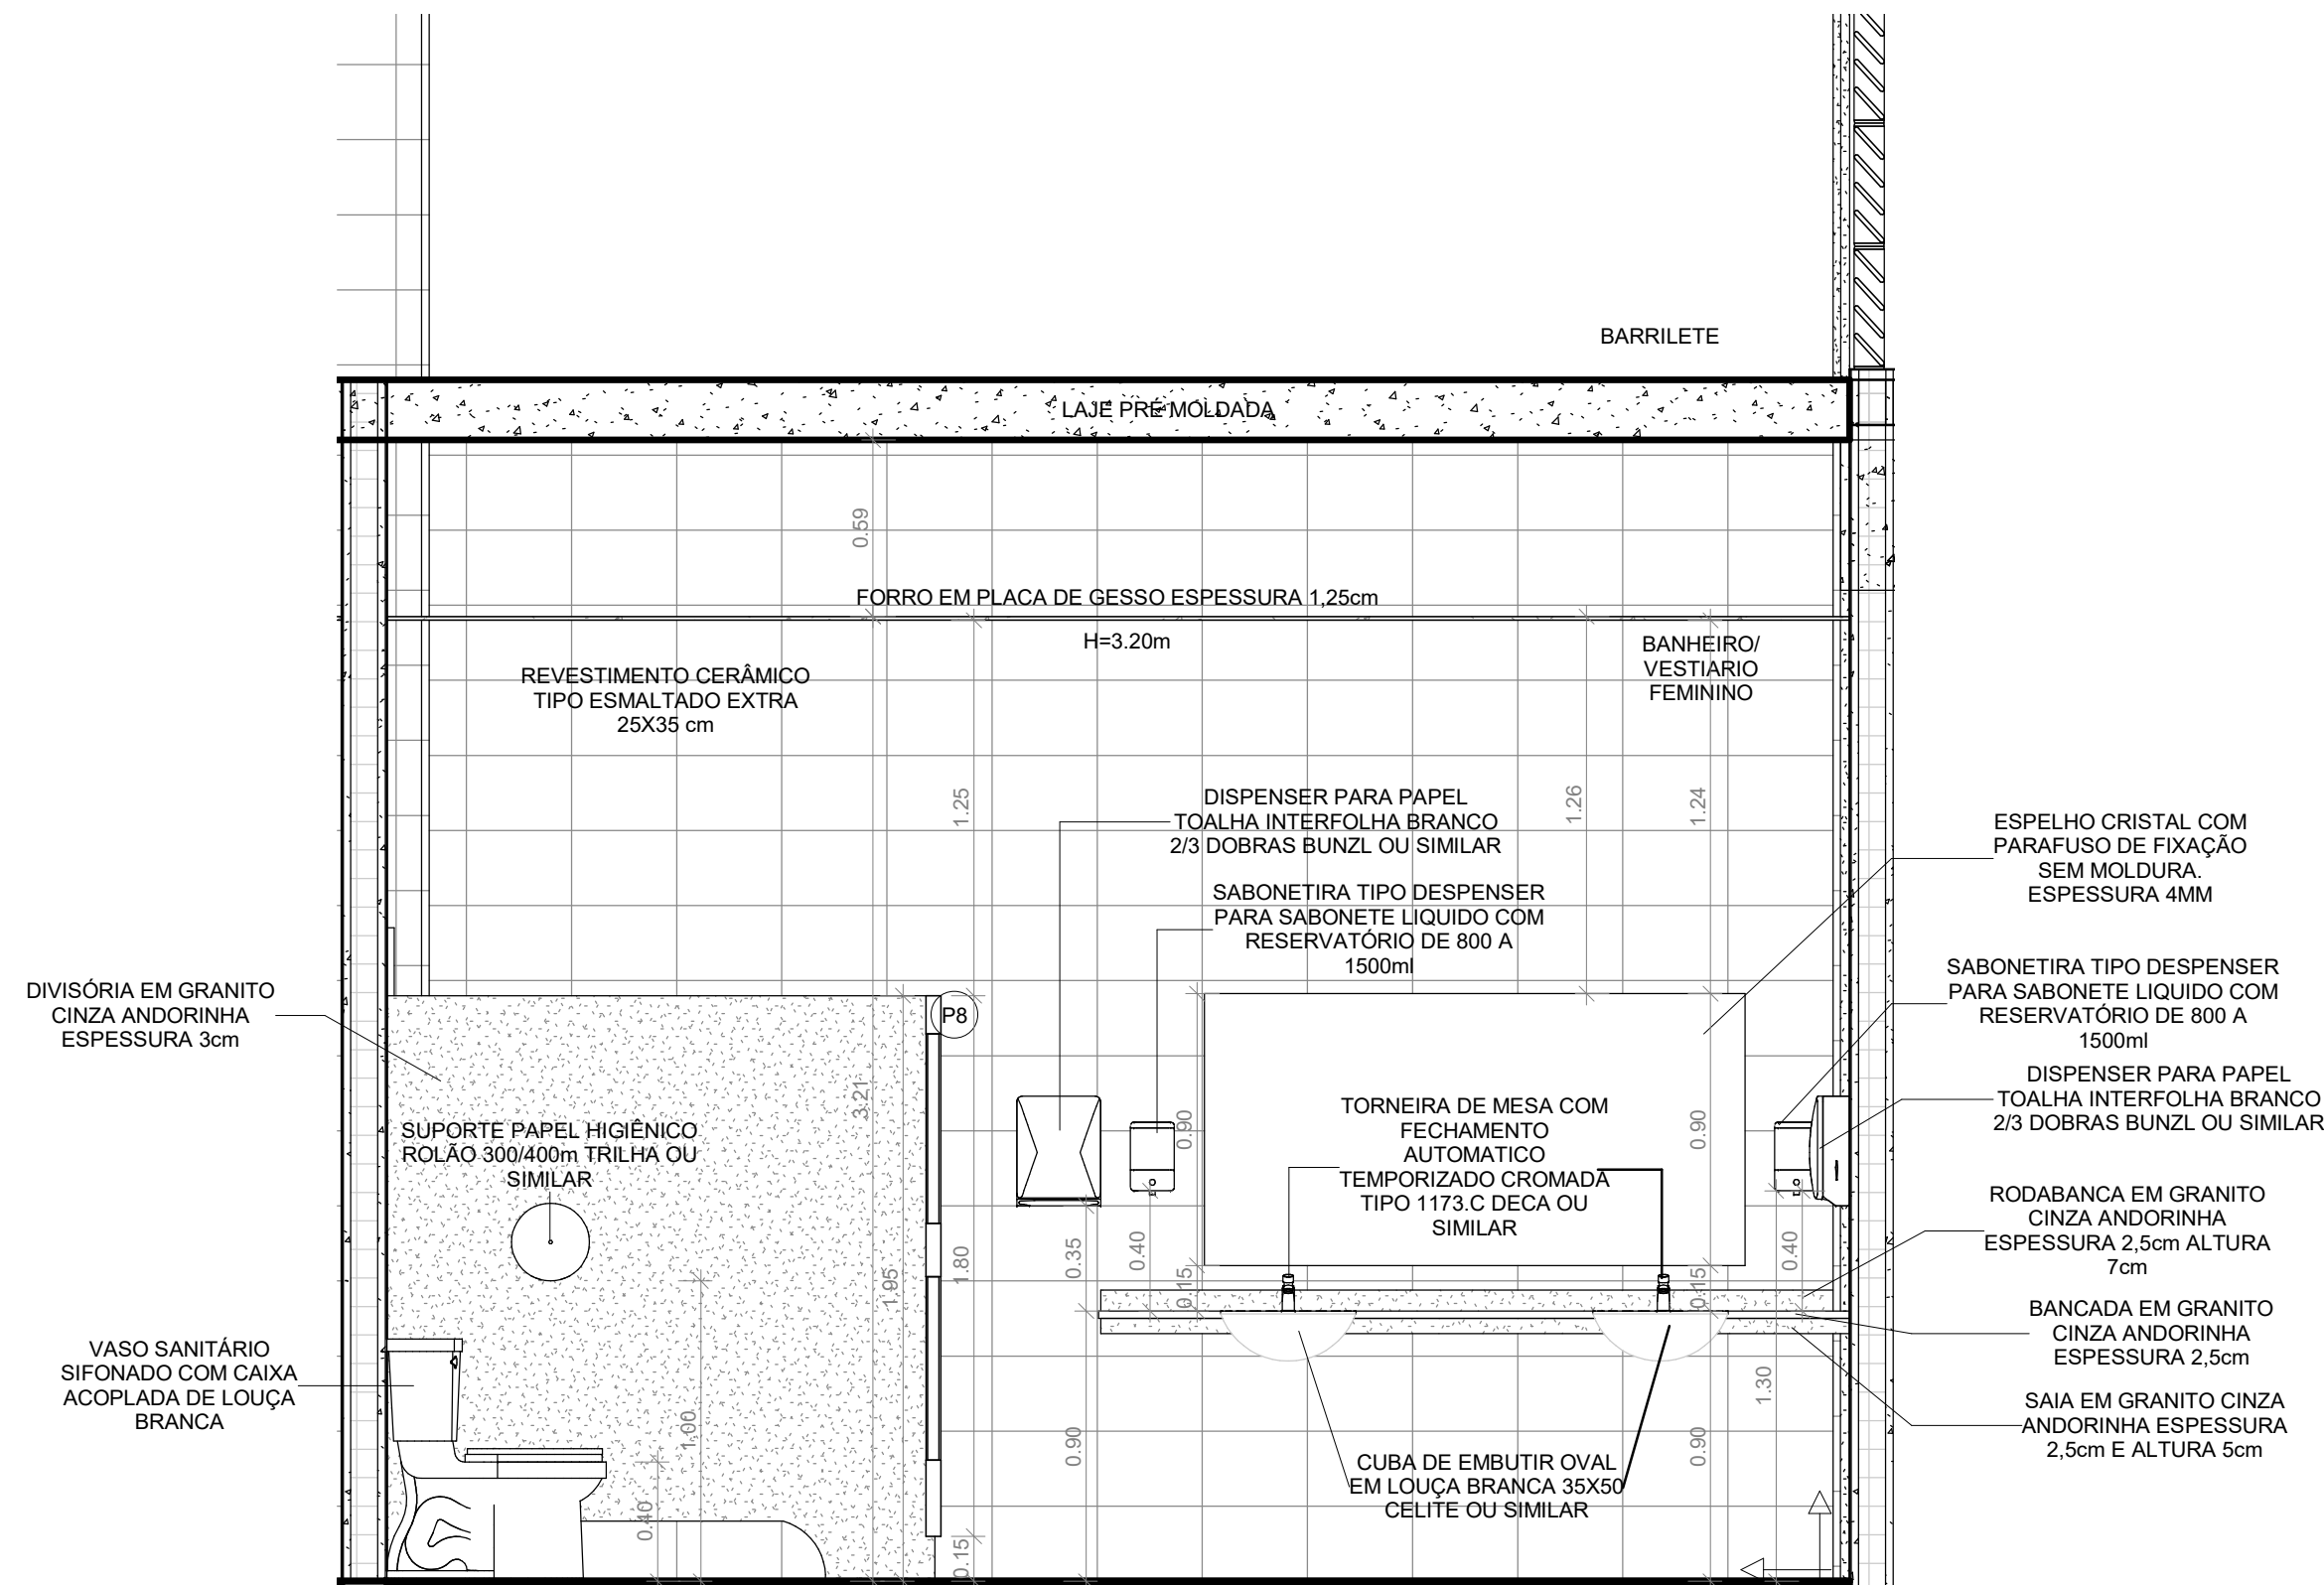 BARRILETE
LAJE PRÉ MOLDADA
0.59
FORRO EM PLACA DE GESSO ESPESSURA 1,25cm
H=3.20m
BANHEIRO/
VESTIARIO
FEMININO
REVESTIMENTO CERÂMICO
TIPO ESMALTADO EXTRA
25X35 cm
1.25
1.26
1.24
DISPENSER PARA PAPEL
TOALHA INTERFOLHA BRANCO
2/3 DOBRAS BUNZL OU SIMILAR
SABONETIRA TIPO DESPENSER
PARA SABONETE LIQUIDO COM
RESERVATÓRIO DE 800 A
1500ml
ESPELHO CRISTAL COM
PARAFUSO DE FIXAÇÃO
SEM MOLDURA.
ESPESSURA 4MM
SABONETIRA TIPO DESPENSER
PARA SABONETE LIQUIDO COM
RESERVATÓRIO DE 800 A
1500ml
DIVISÓRIA EM GRANITO
CINZA ANDORINHA
ESPESSURA 3cm
P8
DISPENSER PARA PAPEL
TOALHA INTERFOLHA BRANCO
2/3 DOBRAS BUNZL OU SIMILAR
3.21
SUPORTE PAPEL HIGIÊNICO
ROLÃO 300/400m TRILHA OU
SIMILAR
0.90
TORNEIRA DE MESA COM
FECHAMENTO
AUTOMATICO
TEMPORIZADO CROMADA
TIPO 1173.C DECA OU
SIMILAR
0.90
RODABANCA EM GRANITO
CINZA ANDORINHA
ESPESSURA 2,5cm ALTURA
7cm
1.95
1.80
0.35
0.40
0.15
0.15
0.40
BANCADA EM GRANITO
CINZA ANDORINHA
ESPESSURA 2,5cm
VASO SANITÁRIO
SIFONADO COM CAIXA
ACOPLADA DE LOUÇA
BRANCA
1.30
SAIA EM GRANITO CINZA
ANDORINHA ESPESSURA
2,5cm E ALTURA 5cm
1.00
0.90
0.90
CUBA DE EMBUTIR OVAL
EM LOUÇA BRANCA 35X50
CELITE OU SIMILAR
0.40
0.15